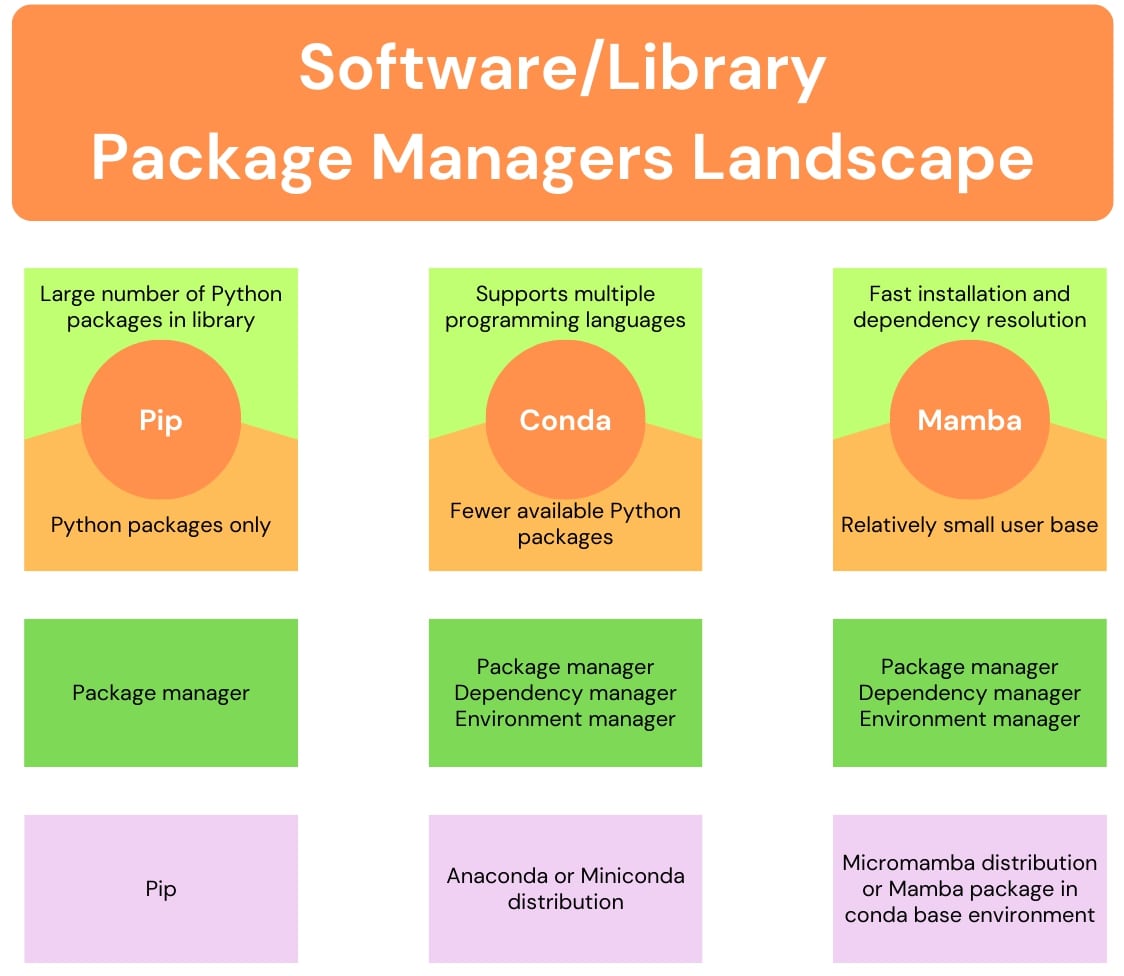 Software/Library
Package Managers Landscape
Large number of Python
packages in library
Pip
Python packages only
Supports multiple
programming languages
Conda
Fewer available Python
packages
Fast installation and
dependency resolution
Mamba
Relatively small user base
Package manager
Package manager
Dependency manager
Environment manager
Package manager
Dependency manager
Environment manager
Pip
Anaconda or Miniconda
distribution
Micromamba distribution
or Mamba package in
conda base environment